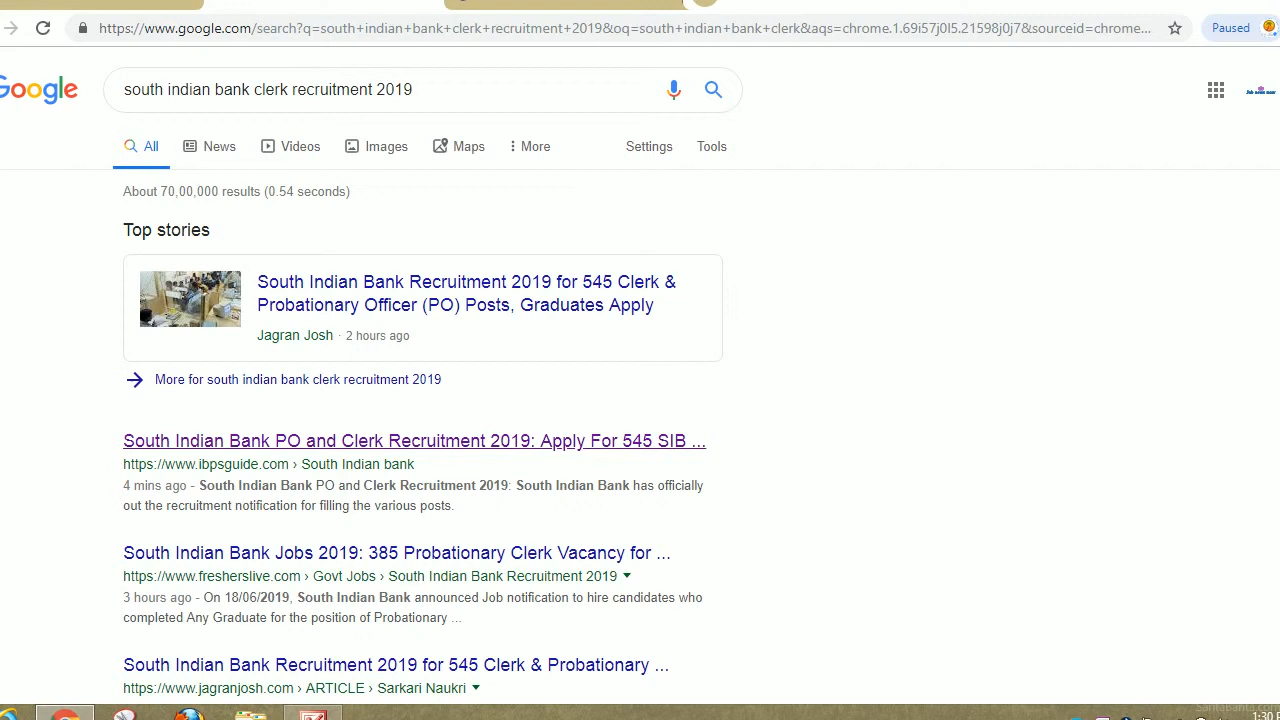 https://www.google.com/search?q=south+indian+bank+clerk+recruitment+2019&oq=south+indian+bank+clerk&aqs=chrome.1.69i57j0l5.21598j0j7&sourceid=chrome... Paused
Google south indian bank clerk recruitment 2019
All News Videos Images Maps More Settings Tools
About 70,00,000 results (0.54 seconds)
Top stories
South Indian Bank Recruitment 2019 for 545 Clerk &
Probationary Officer (PO) Posts, Graduates Apply
Jagran Josh · 2 hours ago
More for south indian bank clerk recruitment 2019
South Indian Bank PO and Clerk Recruitment 2019: Apply For 545 SIB ...
https://www.ibpsguide.com › South Indian bank
4 mins ago - South Indian Bank PO and Clerk Recruitment 2019: South Indian Bank has officially
out the recruitment notification for filling the various posts.
South Indian Bank Jobs 2019: 385 Probationary Clerk Vacancy for ...
https://www.fresherslive.com › Govt Jobs › South Indian Bank Recruitment 2019
3 hours ago - On 18/06/2019, South Indian Bank announced Job notification to hire candidates who
completed Any Graduate for the position of Probationary ...
South Indian Bank Recruitment 2019 for 545 Clerk & Probationary ...
https://www.jagranjosh.com › ARTICLE › Sarkari Naukri
SantaBanta.com